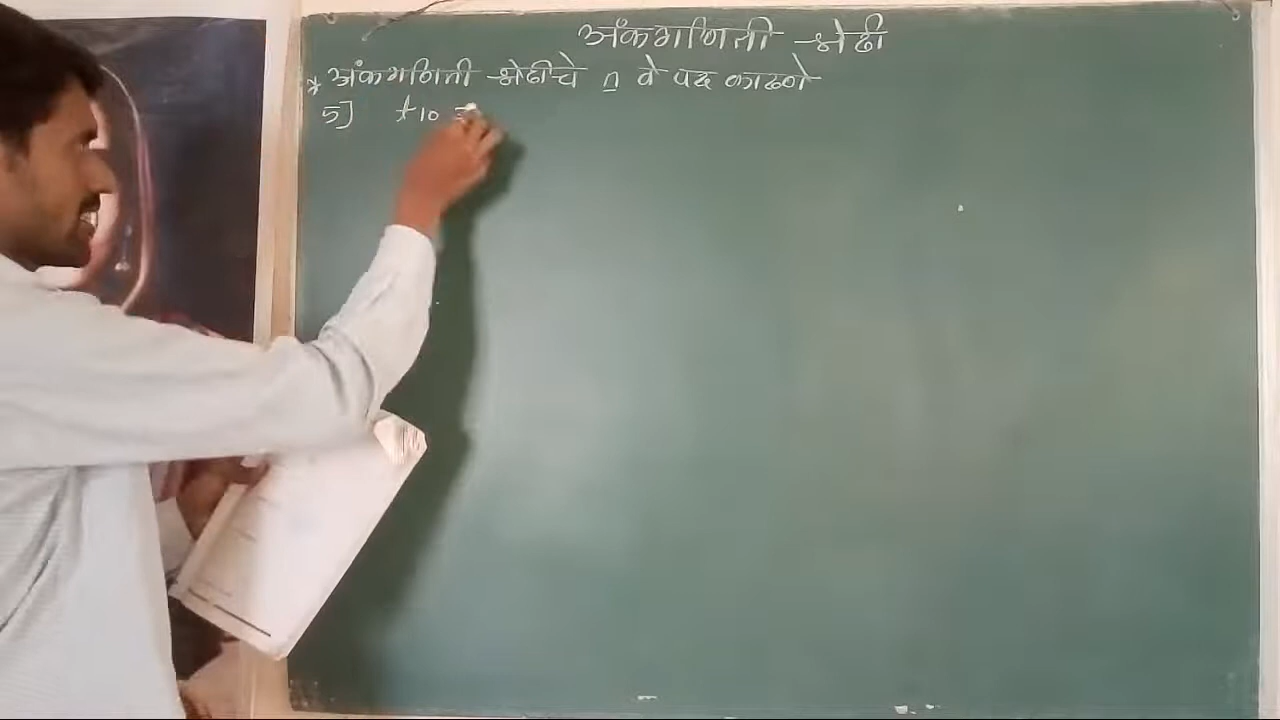 अंकगणिती श्रेढी
* अंकगणिती श्रेढीचे n वे पद काढणे
5] t10 =